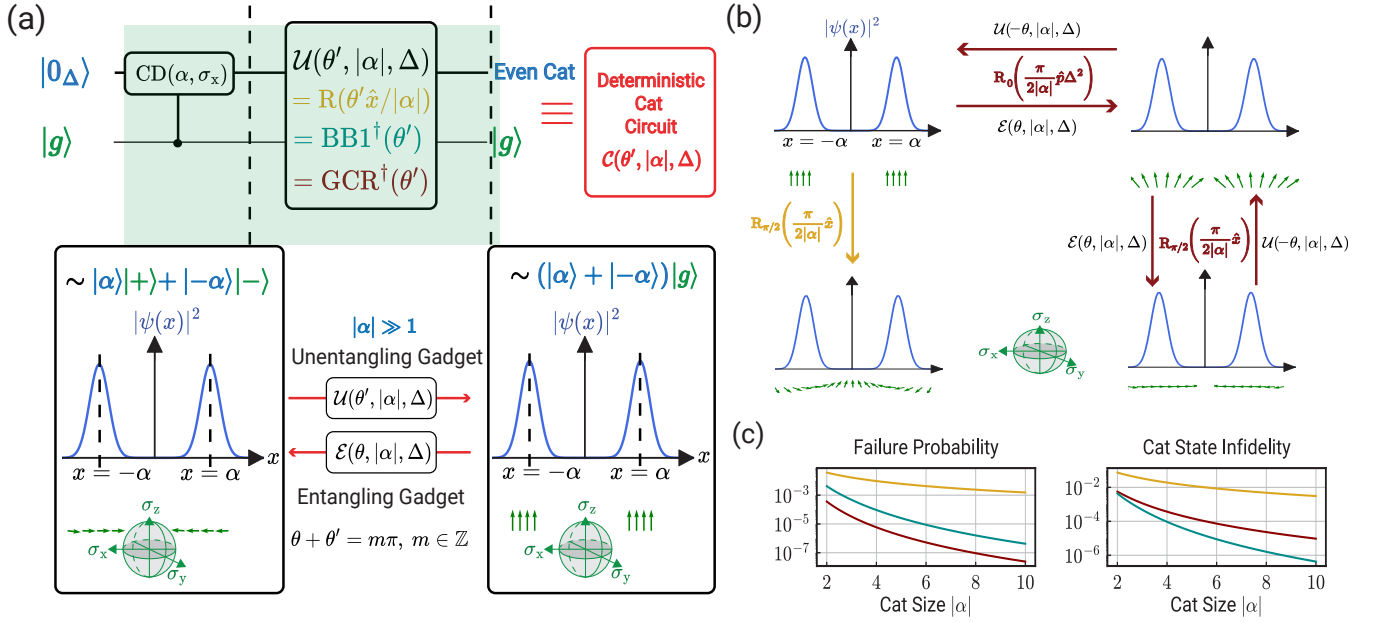 (a)
|0_Δ⟩
CD(α, σ_x)
|g⟩
𝒰(θ′, |α|, Δ)
= R(θ′x̂/|α|)
= BB1†(θ′)
= GCR†(θ′)
Even Cat
|g⟩
Deterministic
Cat
Circuit
𝒞(θ′, |α|, Δ)
∼ |α⟩|+⟩+ |−α⟩|−⟩
|ψ(x)|²
x = −α
x = α
x
σ_z
σ_x
σ_y
|α| ≫ 1
Unentangling Gadget
𝒰(θ′, |α|, Δ)
ℰ(θ, |α|, Δ)
Entangling Gadget
θ + θ′ = mπ, m ∈ ℤ
∼ (|α⟩ + |−α⟩)|g⟩
|ψ(x)|²
x = −α
x = α
x
σ_z
σ_x
σ_y
(b)
|ψ(x)|²
x = −α
x = α
𝒰(−θ, |α|, Δ)
R₀(π/2|α| p̂Δ²)
ℰ(θ, |α|, Δ)
R_π/2(π/2|α| x̂)
ℰ(θ, |α|, Δ)
R_π/2(π/2|α| x̂)
𝒰(−θ, |α|, Δ)
σ_z
σ_x
σ_y
(c)
Failure Probability
10⁻³
10⁻⁵
10⁻⁷
2 4 6 8 10
Cat Size |α|
Cat State Infidelity
10⁻²
10⁻⁴
10⁻⁶
2 4 6 8 10
Cat Size |α|